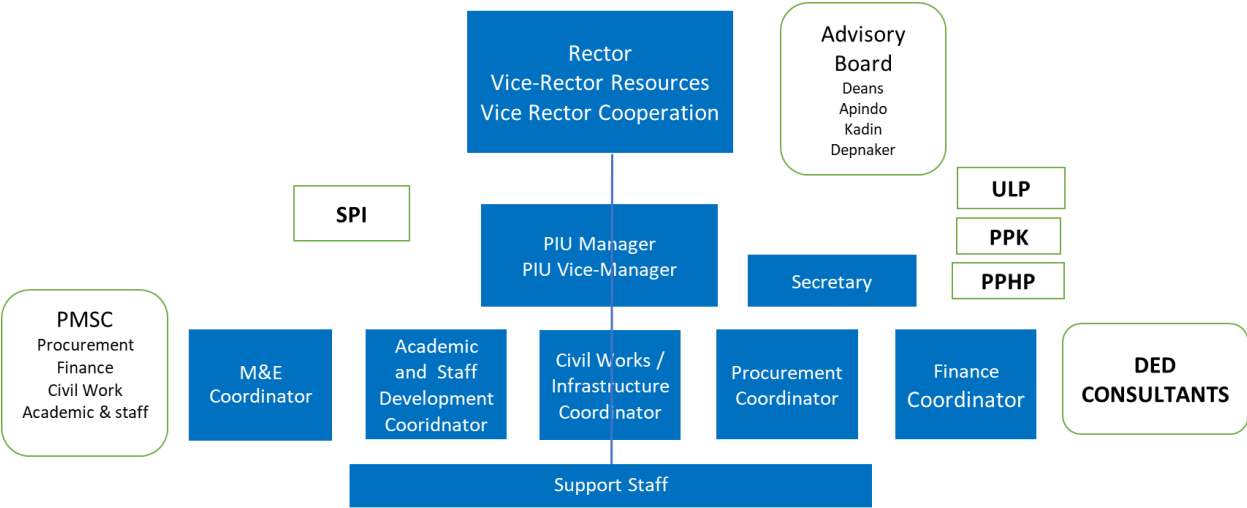 Rector
Vice-Rector Resources
Vice Rector Cooperation
Advisory
Board
Deans
Apindo
Kadin
Depnaker
SPI
ULP
PPK
PPHP
PIU Manager
PIU Vice-Manager
Secretary
PMSC
Procurement
Finance
Civil Work
Academic & staff
M&E
Coordinator
Academic
and Staff
Development
Cooridnator
Civil Works /
Infrastructure
Coordinator
Procurement
Coordinator
Finance
Coordinator
DED
CONSULTANTS
Support Staff